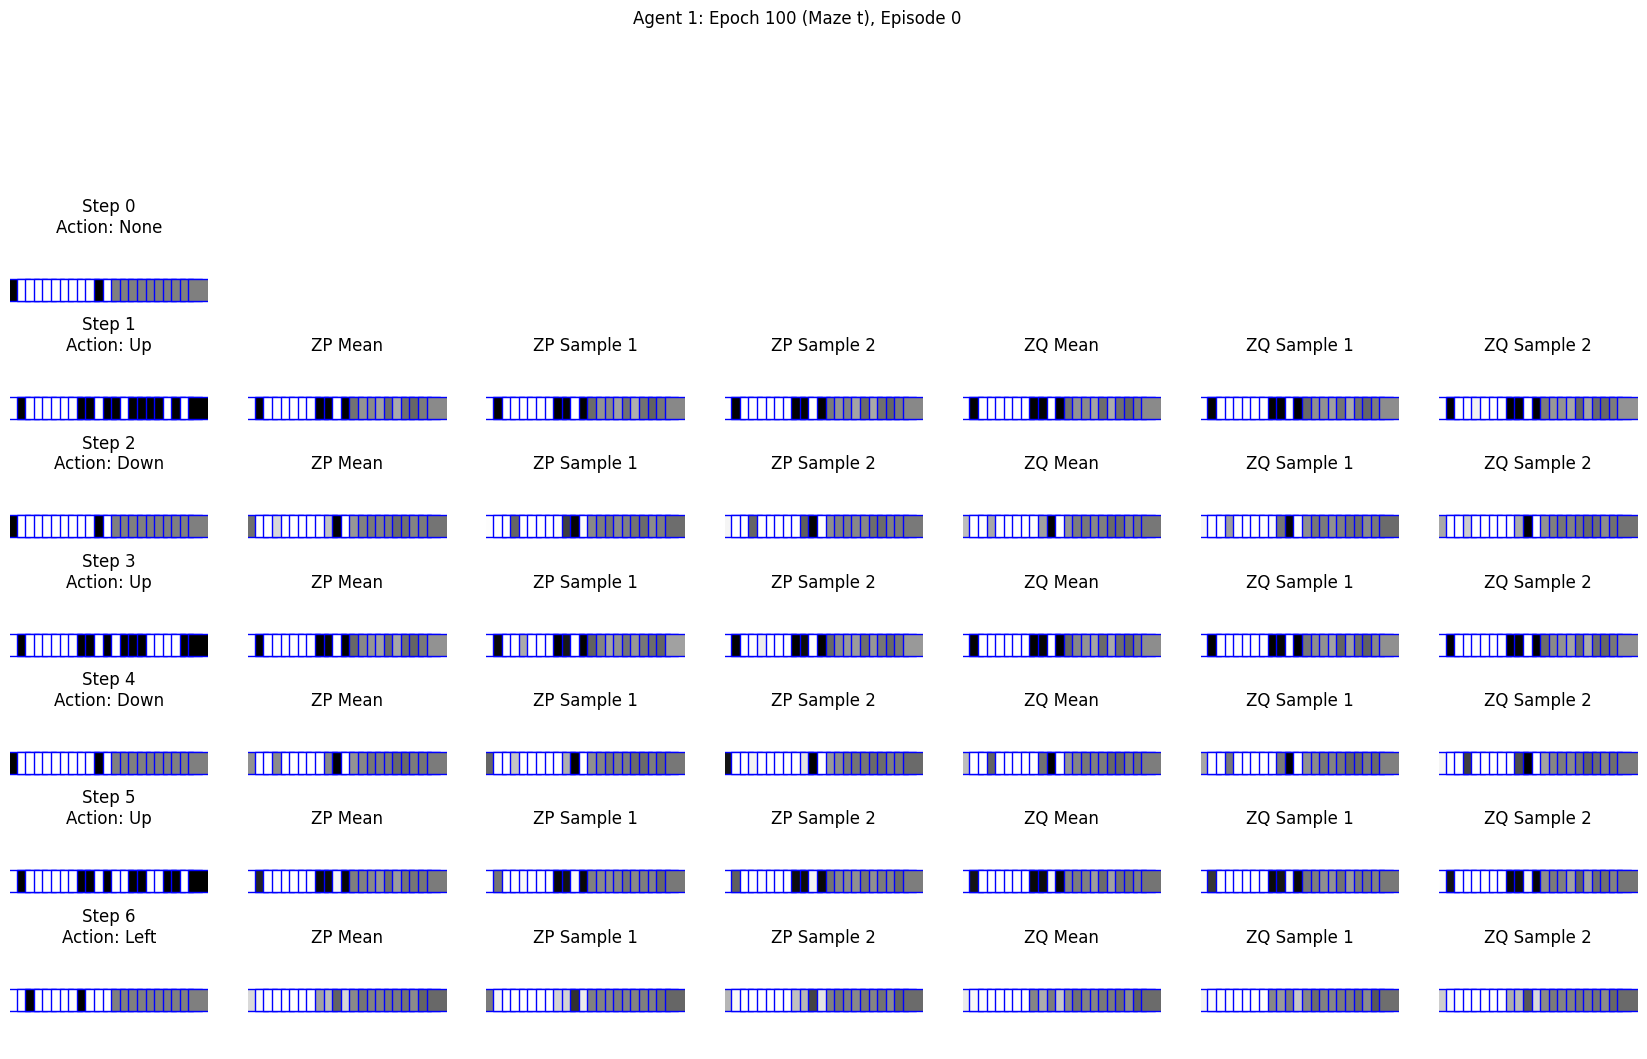 Agent 1: Epoch 100 (Maze t), Episode 0
Step 0
Action: None
Step 1
Action: Up
ZP Mean
ZP Sample 1
ZP Sample 2
ZQ Mean
ZQ Sample 1
ZQ Sample 2
Step 2
Action: Down
ZP Mean
ZP Sample 1
ZP Sample 2
ZQ Mean
ZQ Sample 1
ZQ Sample 2
Step 3
Action: Up
ZP Mean
ZP Sample 1
ZP Sample 2
ZQ Mean
ZQ Sample 1
ZQ Sample 2
Step 4
Action: Down
ZP Mean
ZP Sample 1
ZP Sample 2
ZQ Mean
ZQ Sample 1
ZQ Sample 2
Step 5
Action: Up
ZP Mean
ZP Sample 1
ZP Sample 2
ZQ Mean
ZQ Sample 1
ZQ Sample 2
Step 6
Action: Left
ZP Mean
ZP Sample 1
ZP Sample 2
ZQ Mean
ZQ Sample 1
ZQ Sample 2